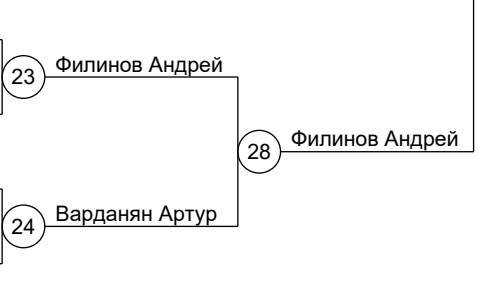 Филинов Андрей
23
Филинов Андрей
28
Варданян Артур
24